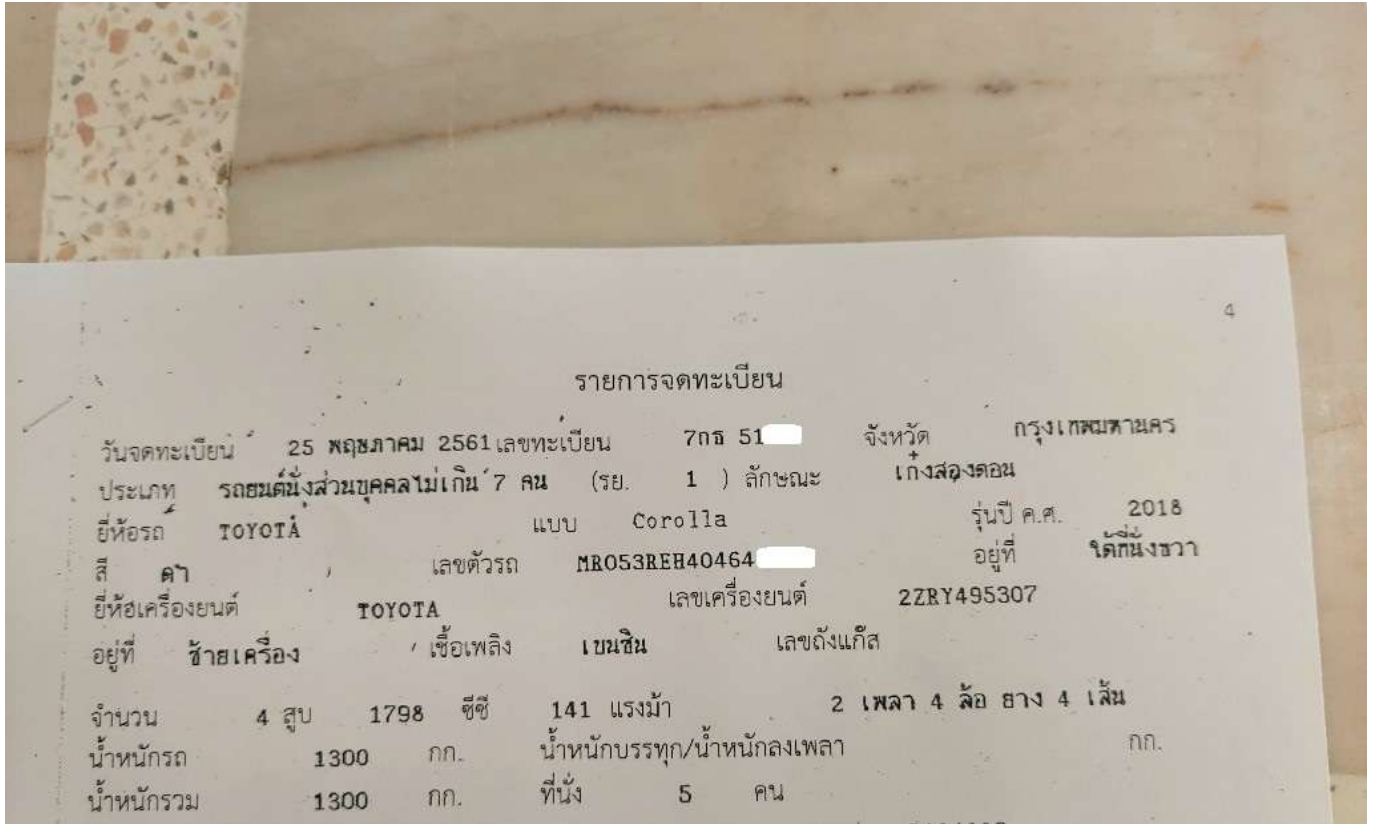 4
รายการจดทะเบียน
วันจดทะเบียน 25 พฤษภาคม 2561 เลขทะเบียน 7กธ 51 จังหวัด กรุงเทพมหานคร
ประเภท รถยนต์นั่งส่วนบุคคลไม่เกิน 7 คน (รย. 1 ) ลักษณะ เก๋งสองตอน
ยี่ห้อรถ TOYOTA แบบ Corolla รุ่นปี ค.ศ. 2018
สี ดำ เลขตัวรถ MR053REH40464 อยู่ที่ ใต้ที่นั่งขวา
ยี่ห้อเครื่องยนต์ TOYOTA เลขเครื่องยนต์ 2ZRY495307
อยู่ที่ ซ้ายเครื่อง เชื้อเพลิง เบนซิน เลขถังแก๊ส
จำนวน 4 สูบ 1798 ซีซี 141 แรงม้า 2 เพลา 4 ล้อ ยาง 4 เส้น
น้ำหนักรถ 1300 กก. น้ำหนักบรรทุก/น้ำหนักลงเพลา กก.
น้ำหนักรวม 1300 กก. ที่นั่ง 5 คน